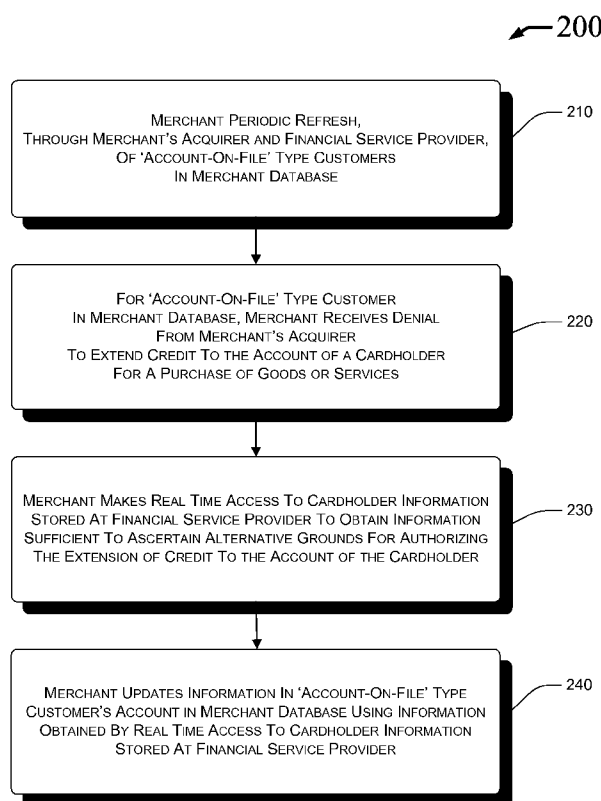 200
MERCHANT PERIODIC REFRESH,
THROUGH MERCHANT'S ACQUIRER AND FINANCIAL SERVICE PROVIDER,
OF 'ACCOUNT-ON-FILE' TYPE CUSTOMERS
IN MERCHANT DATABASE
210
FOR 'ACCOUNT-ON-FILE' TYPE CUSTOMER
IN MERCHANT DATABASE, MERCHANT RECEIVES DENIAL
FROM MERCHANT'S ACQUIRER
TO EXTEND CREDIT TO THE ACCOUNT OF A CARDHOLDER
FOR A PURCHASE OF GOODS OR SERVICES
220
MERCHANT MAKES REAL TIME ACCESS TO CARDHOLDER INFORMATION
STORED AT FINANCIAL SERVICE PROVIDER TO OBTAIN INFORMATION
SUFFICIENT TO ASCERTAIN ALTERNATIVE GROUNDS FOR AUTHORIZING
THE EXTENSION OF CREDIT TO THE ACCOUNT OF THE CARDHOLDER
230
MERCHANT UPDATES INFORMATION IN 'ACCOUNT-ON-FILE' TYPE
CUSTOMER'S ACCOUNT IN MERCHANT DATABASE USING INFORMATION
OBTAINED BY REAL TIME ACCESS TO CARDHOLDER INFORMATION
STORED AT FINANCIAL SERVICE PROVIDER
240